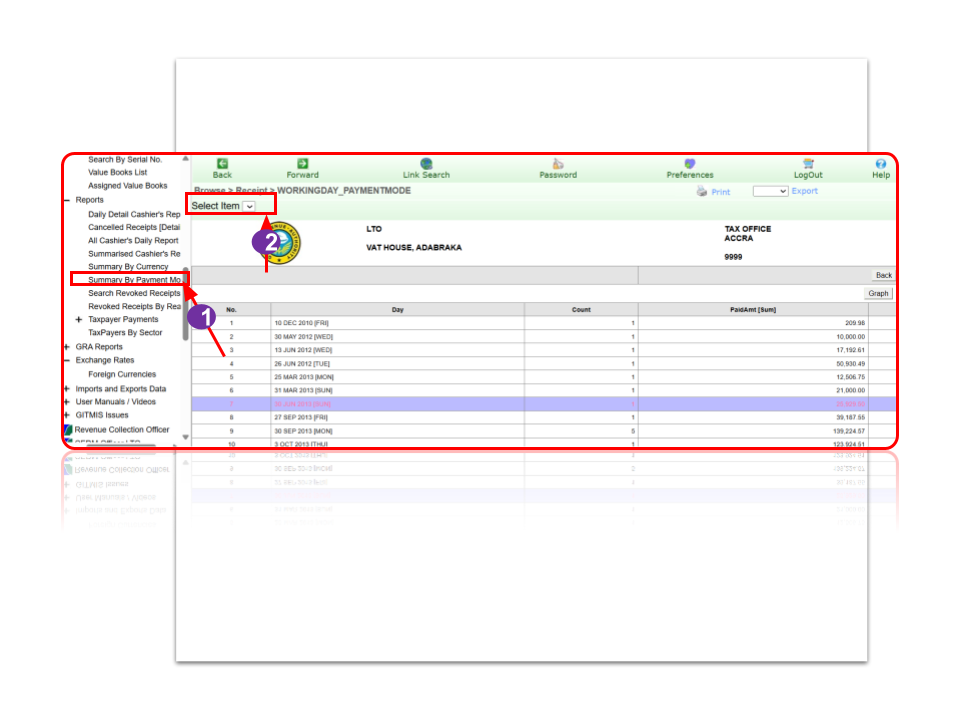 Search By Serial No.
Value Books List
Assigned Value Books
Reports
Daily Detail Cashier's Rep
Cancelled Receipts [Detai
All Cashier's Daily Report
Summarised Cashier's Re
Summary By Currency
Summary By Payment Mo
Search Revoked Receipts
Revoked Receipts By Rea
Taxpayer Payments
TaxPayers By Sector
GRA Reports
Exchange Rates
Foreign Currencies
Imports and Exports Data
User Manuals / Videos
GITMIS Issues
Revenue Collection Officer
Back Forward Link Search Password Preferences LogOut Help
Browse > Receipt > WORKINGDAY_PAYMENTMODE Print Export
Select Item
LTO TAX OFFICE
ACCRA
VAT HOUSE, ADABRAKA
9999
2
Back
Graph
1
No. Day Count PaidAmt [Sum]
1 10 DEC 2010 [FRI] 1 209.98
2 30 MAY 2012 [WED] 1 10,000.00
3 13 JUN 2012 [WED] 1 17,192.61
4 26 JUN 2012 [TUE] 1 50,930.49
5 25 MAR 2013 [MON] 1 12,506.75
6 31 MAR 2013 [SUN] 1 21,000.00
7 JUN 2013 [SUN] 1
8 27 SEP 2013 [FRI] 1 39,187.55
9 30 SEP 2013 [MON] 5 139,224.57
10 3 OCT 2013 [THU] 1 123,924.51